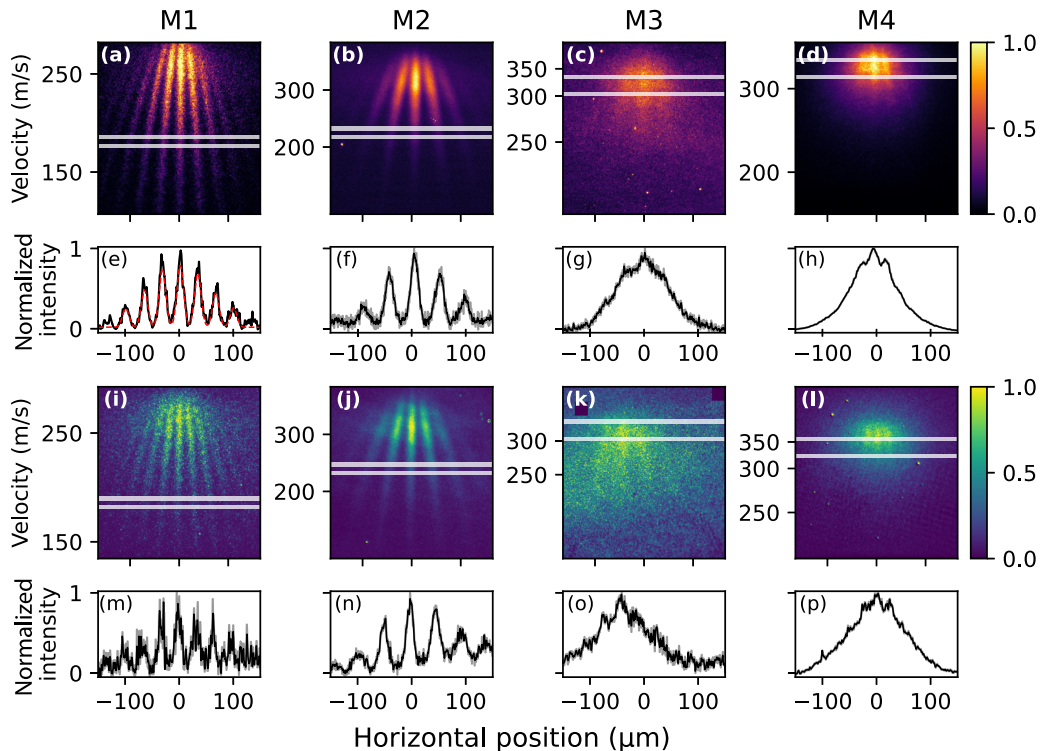 M1 M2 M3 M4
Velocity (m/s)
(a) (b) (c) (d)
250 150
300 200
350 300 250
300 200
1.0 0.5 0.0
Normalized
intensity
1 0
(e) (f) (g) (h)
−100 0 100 −100 0 100 −100 0 100 −100 0 100
Velocity (m/s)
(i) (j) (k) (l)
250 150
300 200
300 250
350 300 250
1.0 0.5 0.0
Normalized
intensity
1 0
(m) (n) (o) (p)
−100 0 100 −100 0 100 −100 0 100 −100 0 100
Horizontal position (μm)